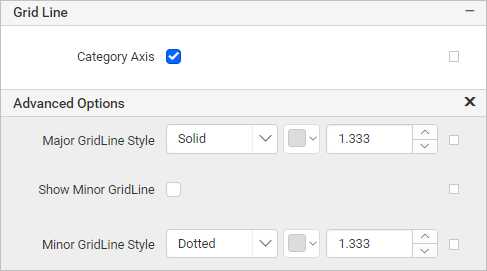 Grid Line
Category Axis
Advanced Options
Major GridLine Style Solid 1.333
Show Minor GridLine
Minor GridLine Style Dotted 1.333